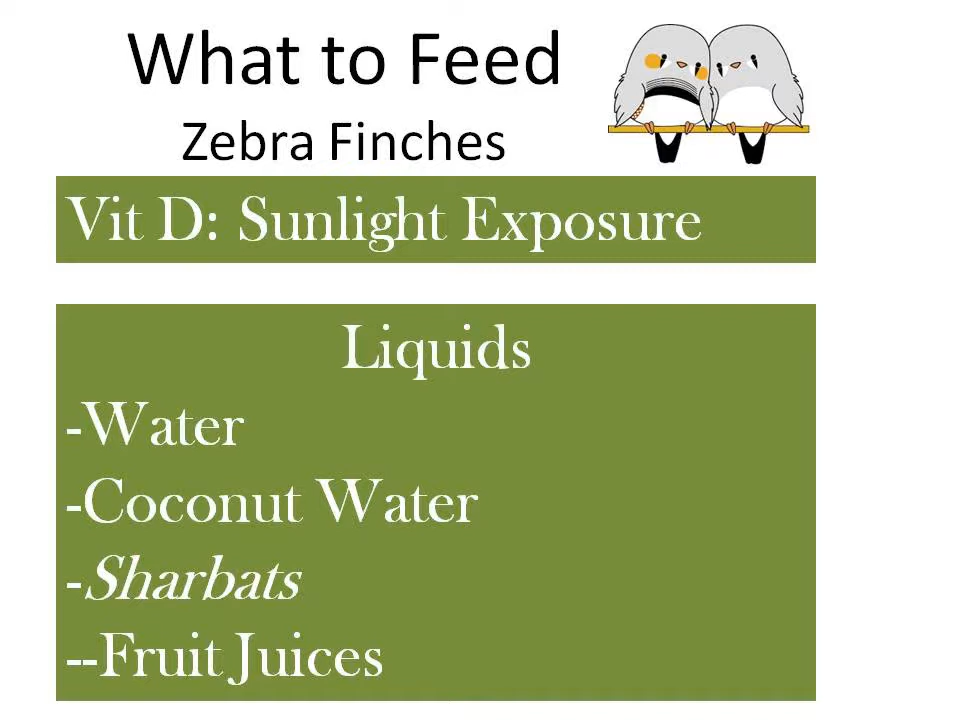 What to Feed
Zebra Finches
Vit D: Sunlight Exposure
Liquids
-Water
-Coconut Water
-Sharbats
--Fruit Juices